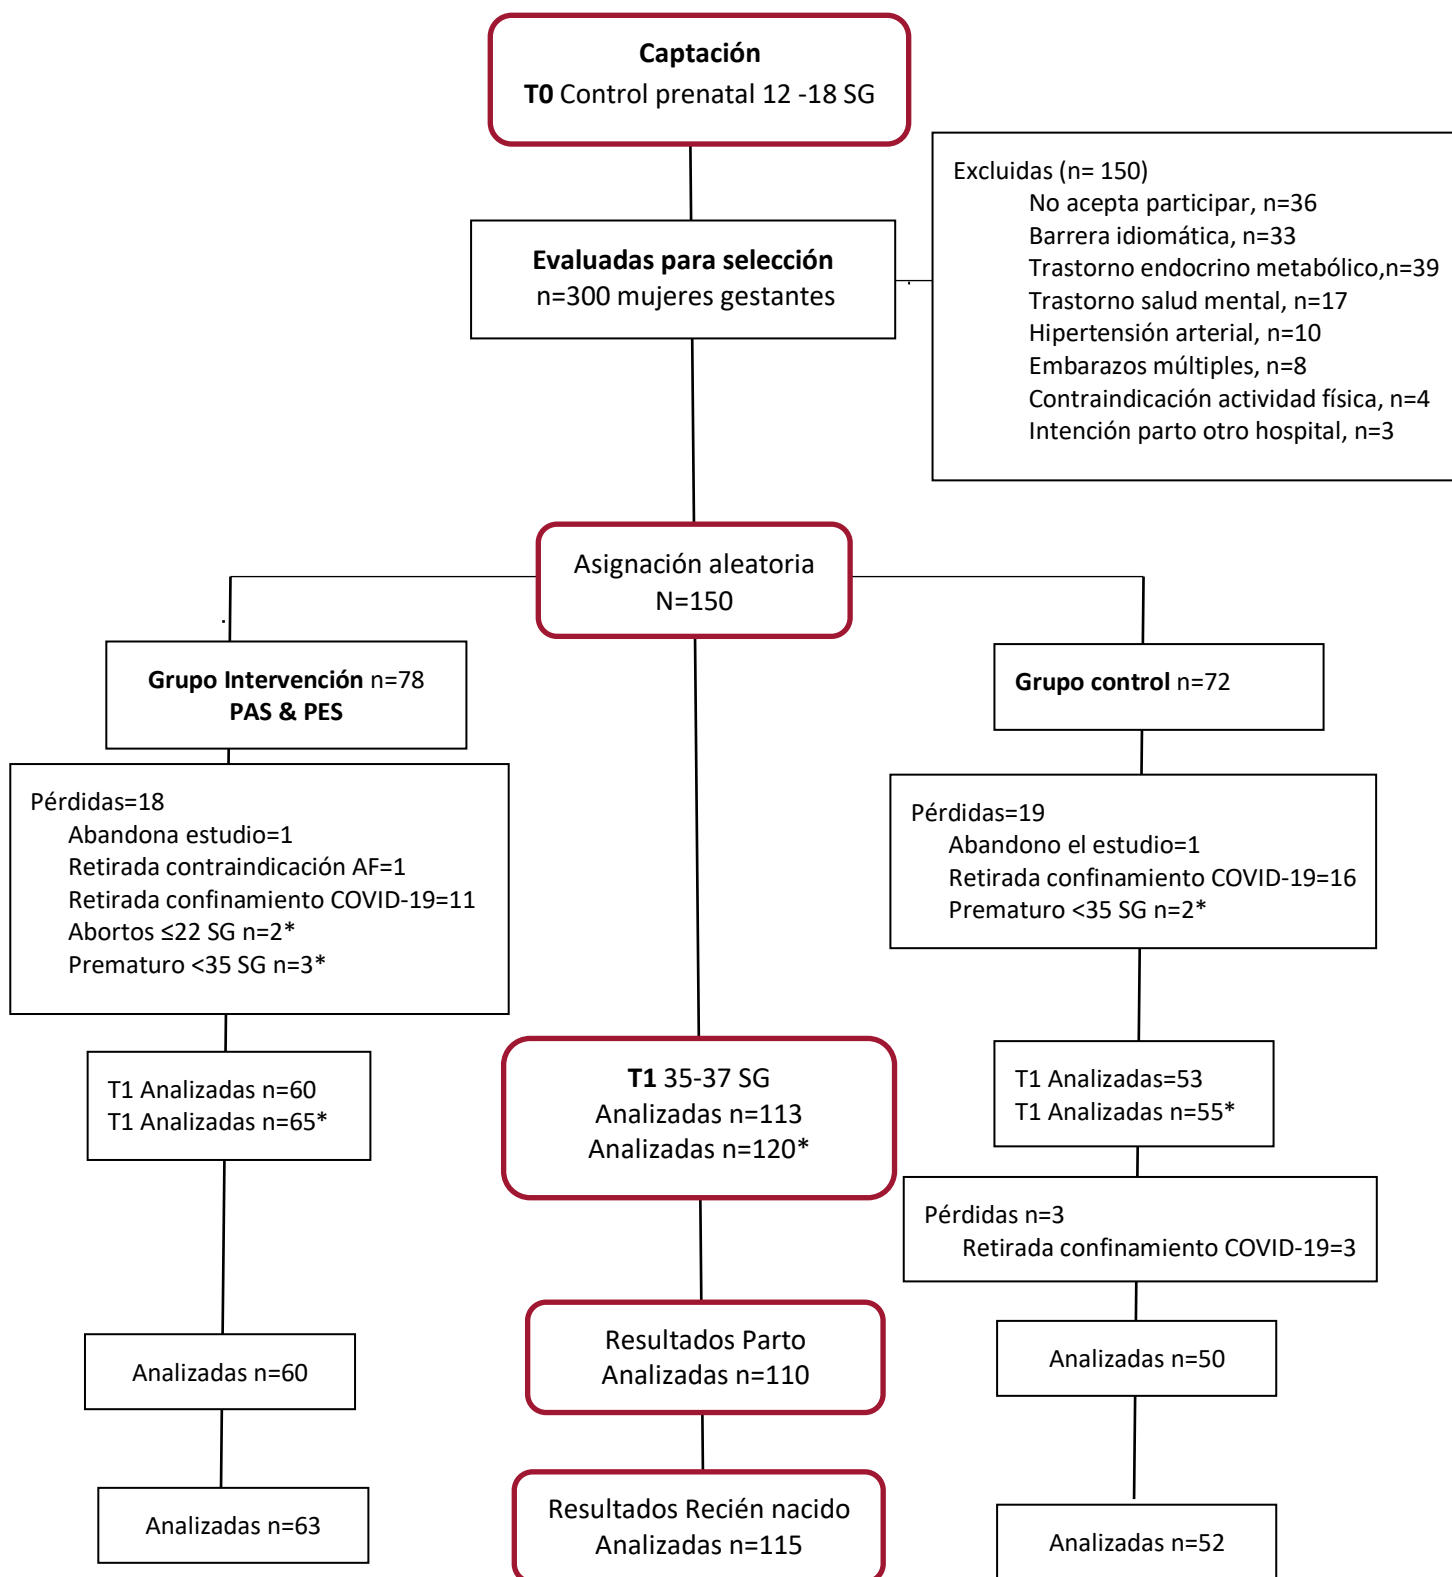 Captación
T0 Control prenatal 12 -18 SG
Excluidas (n= 150)
No acepta participar, n=36
Barrera idiomática, n=33
Trastorno endocrino metabólico,n=39
Trastorno salud mental, n=17
Hipertensión arterial, n=10
Embarazos múltiples, n=8
Contraindicación actividad física, n=4
Intención parto otro hospital, n=3
Evaluadas para selección
n=300 mujeres gestantes
Asignación aleatoria
N=150
Grupo Intervención n=78
PAS & PES
Grupo control n=72
Pérdidas=18
Abandona estudio=1
Retirada contraindicación AF=1
Retirada confinamiento COVID-19=11
Abortos ≤22 SG n=2*
Prematuro <35 SG n=3*
Pérdidas=19
Abandono el estudio=1
Retirada confinamiento COVID-19=16
Prematuro <35 SG n=2*
T1 Analizadas n=60
T1 Analizadas n=65*
T1 35-37 SG
Analizadas n=113
Analizadas n=120*
T1 Analizadas=53
T1 Analizadas n=55*
Pérdidas n=3
Retirada confinamiento COVID-19=3
Analizadas n=60
Resultados Parto
Analizadas n=110
Analizadas n=50
Analizadas n=63
Resultados Recién nacido
Analizadas n=115
Analizadas n=52